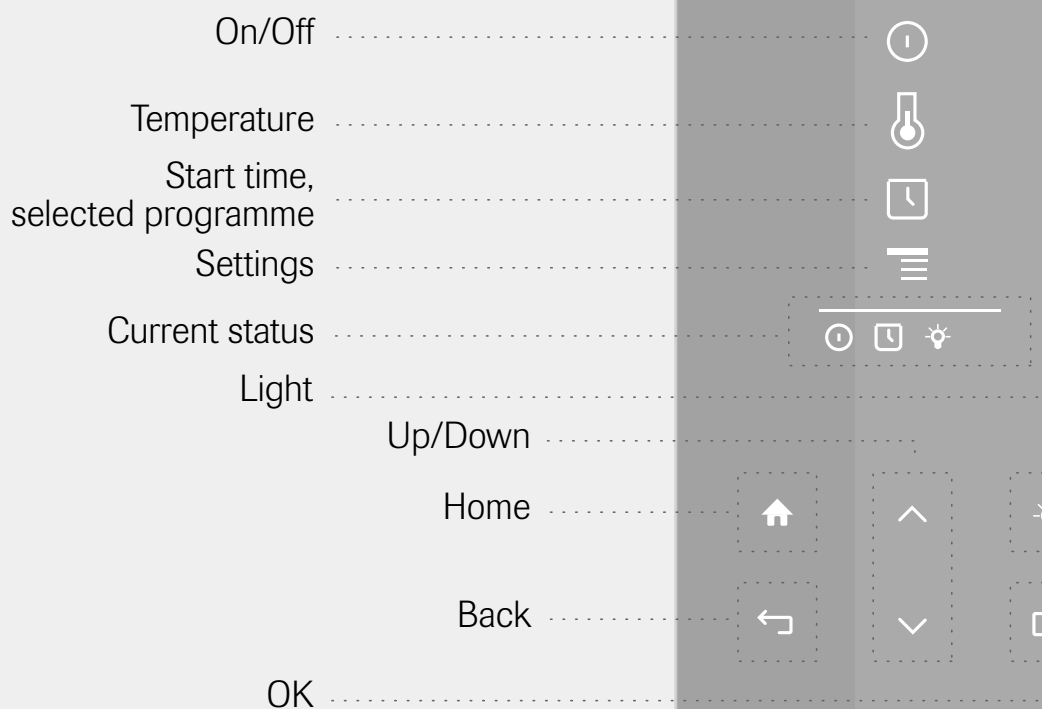 On/Off
Temperature
Start time,
selected programme
Settings
Current status
Light
Up/Down
Home
Back
OK